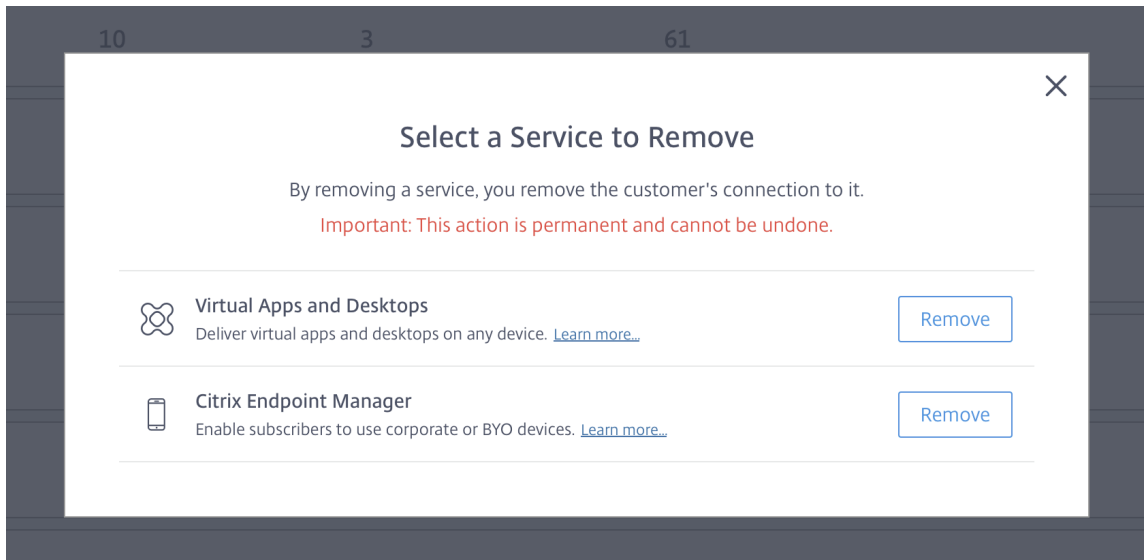 10 3 61
Select a Service to Remove
By removing a service, you remove the customer's connection to it.
Important: This action is permanent and cannot be undone.
Virtual Apps and Desktops
Deliver virtual apps and desktops on any device. Learn more...
Remove
Citrix Endpoint Manager
Enable subscribers to use corporate or BYO devices. Learn more...
Remove